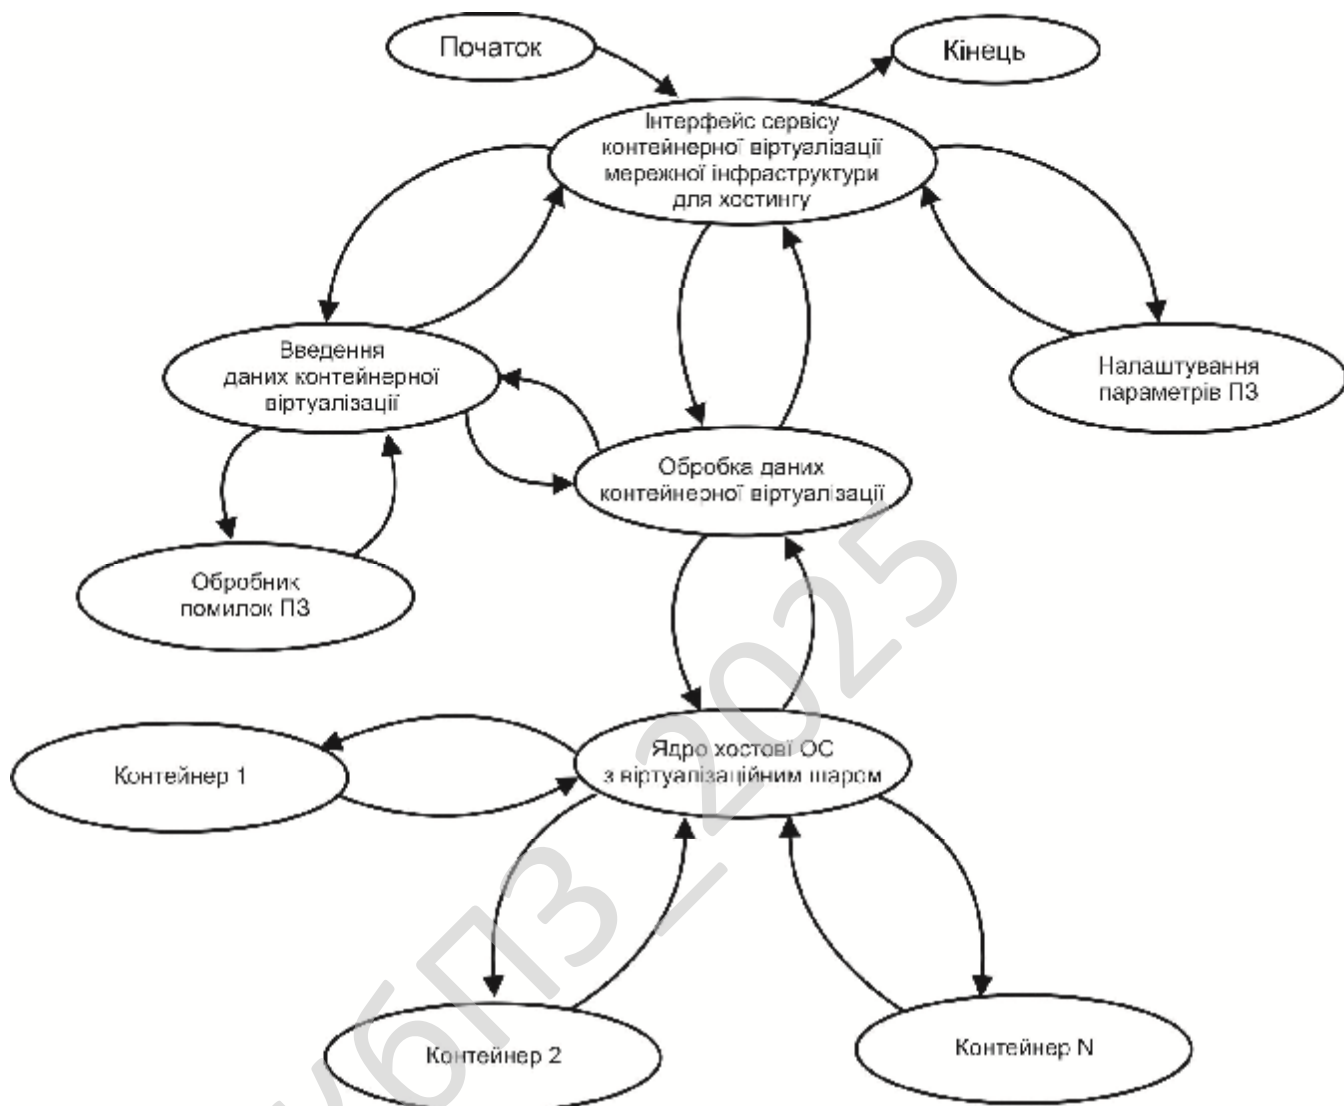 Початок
Кінець
Інтерфейс сервісу
контейнерної віртуалізації
мережної інфраструктури
для хостингу
Введення
даних контейнерної
віртуалізації
Налаштування
параметрів ПЗ
Обробка даних
контейнерної віртуалізації
Обробник
помилок ПЗ
Ядро хостової ОС
з віртуалізаційним шаром
Контейнер 1
Контейнер 2
Контейнер N
КбПЗ_2025